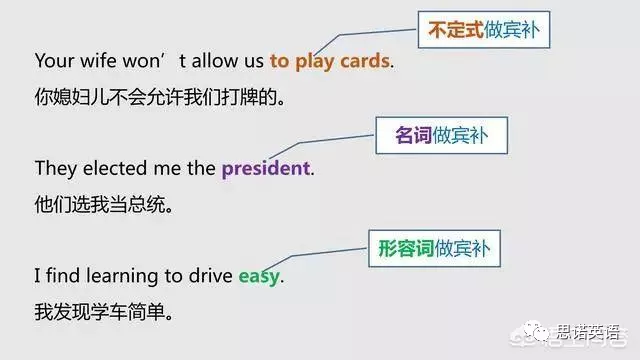 不定式做宾补
Your wife won't allow us to play cards.
你媳妇儿不会允许我们打牌的。
名词做宾补
They elected me the president.
他们选我当总统。
形容词做宾补
I find learning to drive easy.
我发现学车简单。
思诺英语